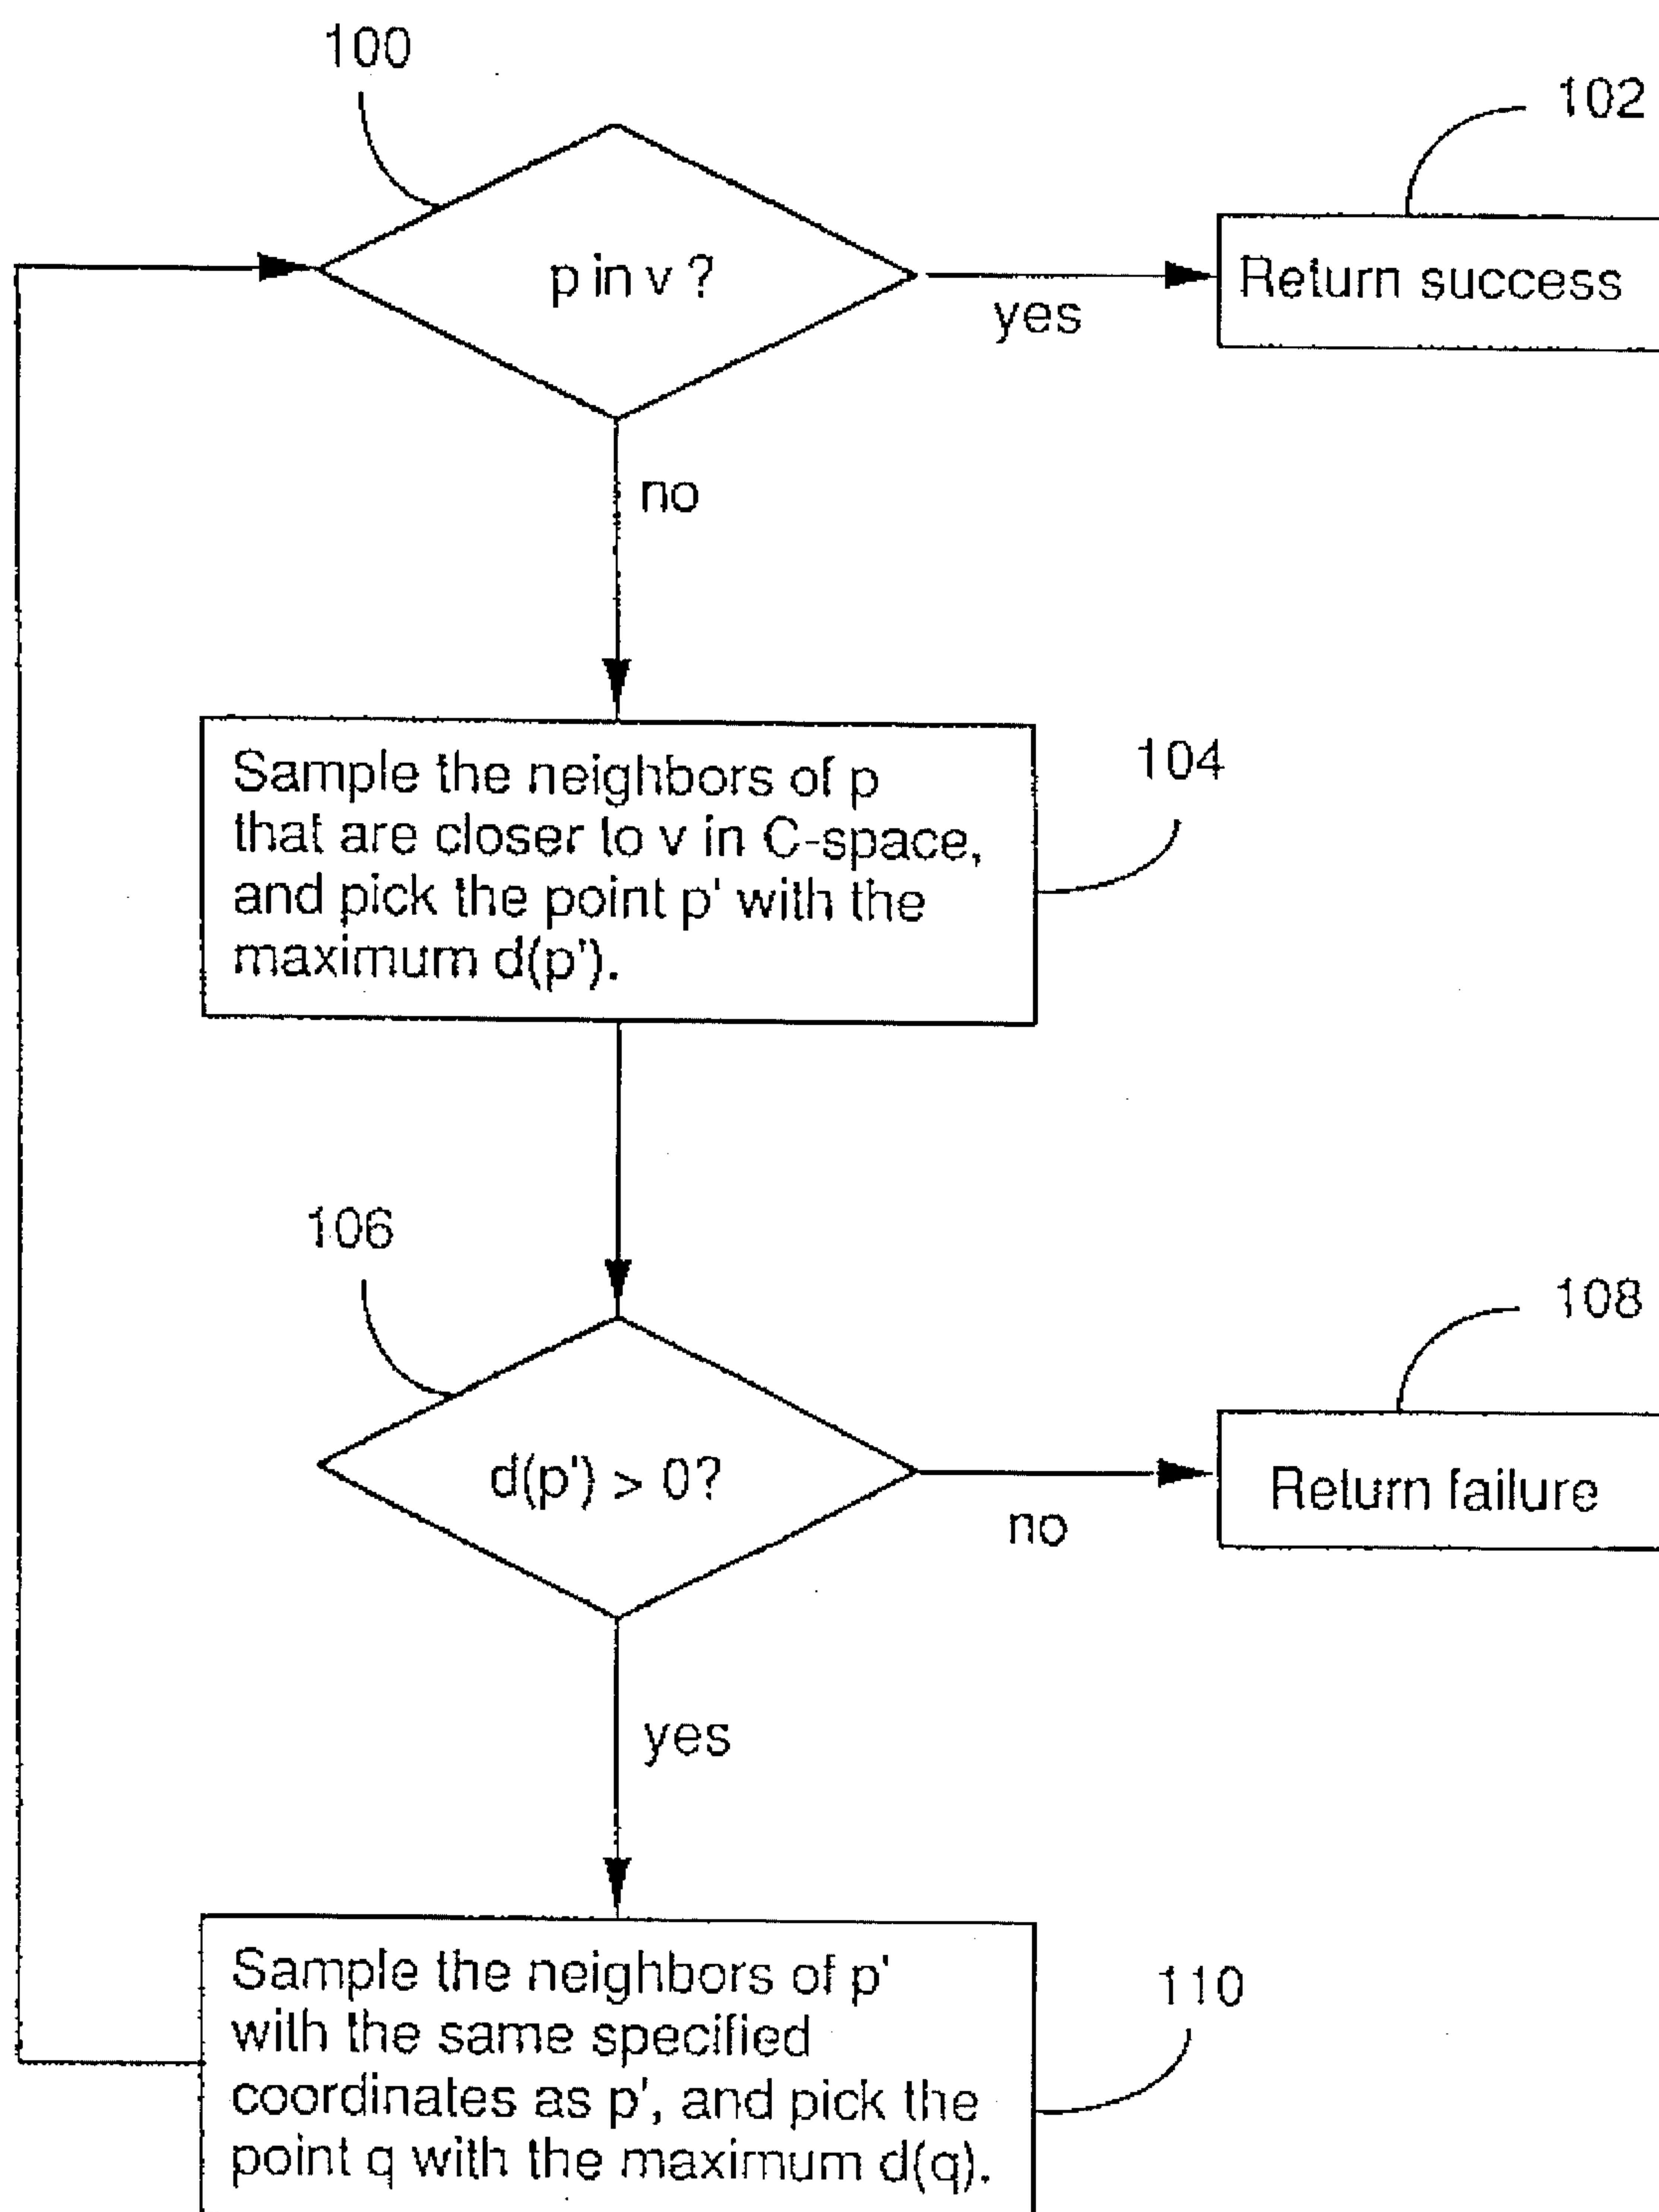 100
102
p in v ?
Return success
yes
no
Sample the neighbors of p
that are closer to v in C-space,
and pick the point p' with the
maximum d(p').
104
106
108
d(p') > 0?
Return failure
no
yes
Sample the neighbors of p'
with the same specified
coordinates as p', and pick the
point q with the maximum d(q).
110